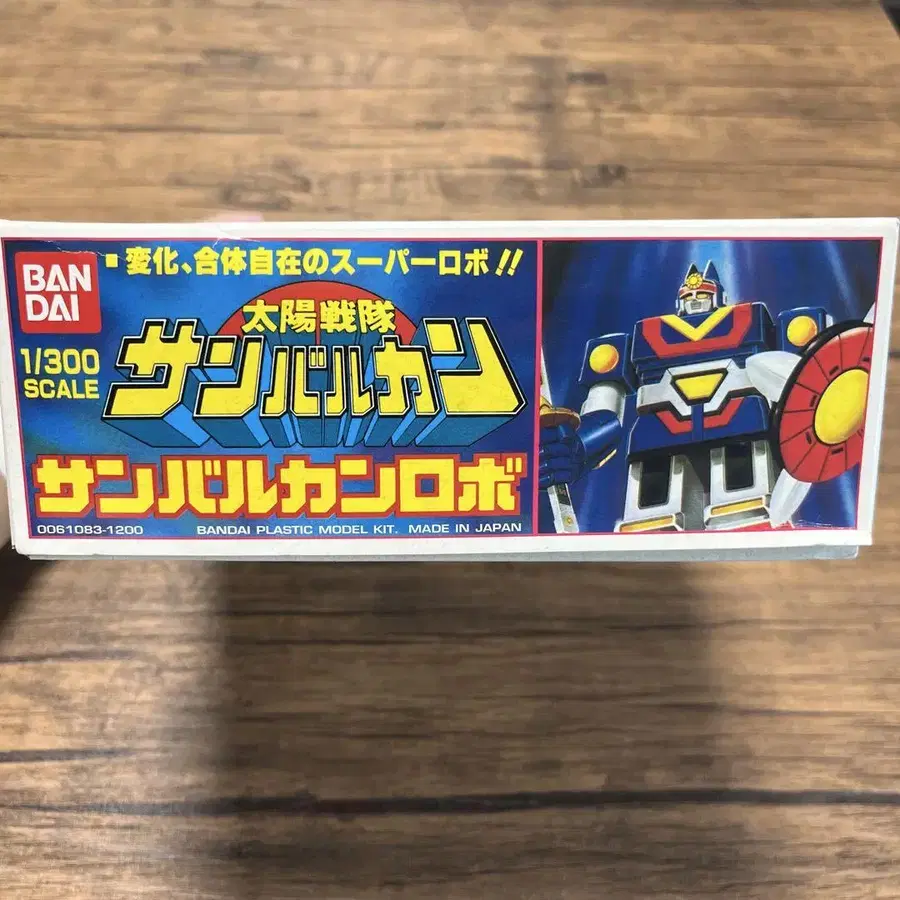 BAN
DAI
■変化、合体自在のスーパーロボ!!
1/300
SCALE
太陽戦隊
サンバルカン
サンバルカンロボ
0061083-1200
BANDAI PLASTIC MODEL KIT. MADE IN JAPAN